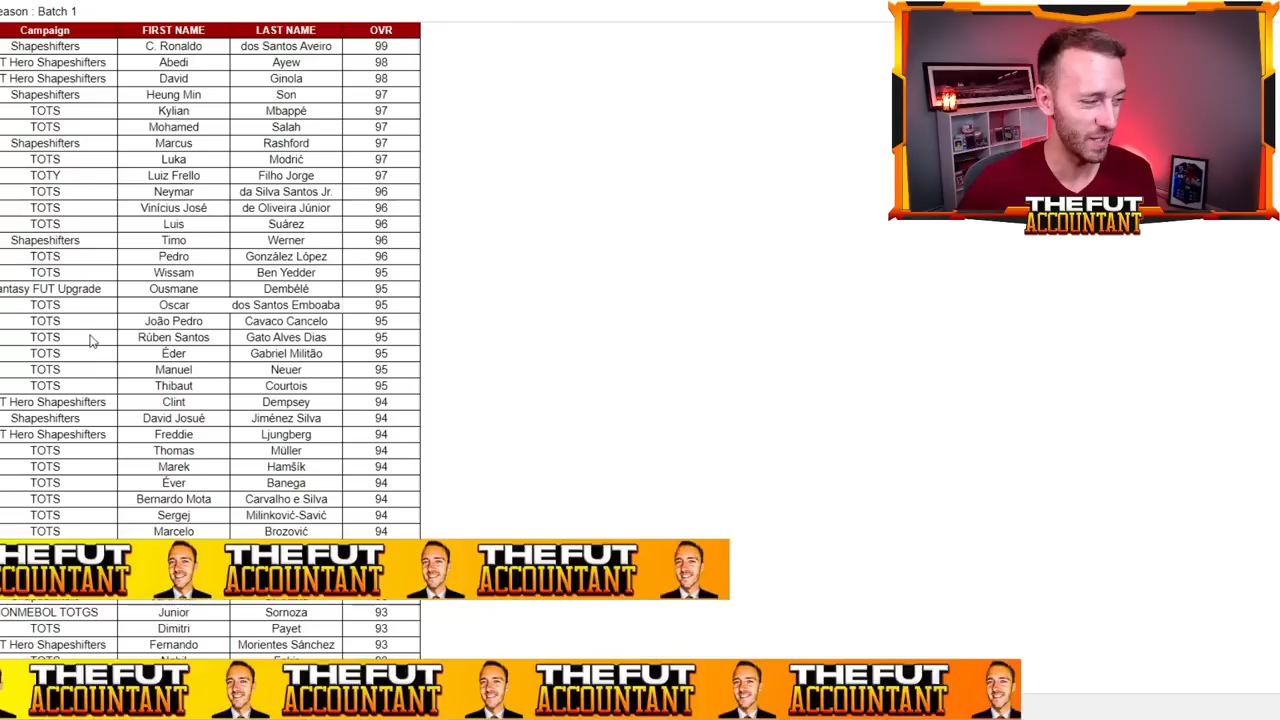 eason : Batch 1
Campaign FIRST NAME LAST NAME OVR
Shapeshifters C. Ronaldo dos Santos Aveiro 99
T Hero Shapeshifters Abedi Ayew 98
T Hero Shapeshifters David Ginola 98
Shapeshifters Heung Min Son 97
TOTS Kylian Mbappé 97
TOTS Mohamed Salah 97
Shapeshifters Marcus Rashford 97
TOTS Luka Modrić 97
TOTY Luiz Frello Filho Jorge 97
TOTS Neymar da Silva Santos Jr. 96
TOTS Vinícius José de Oliveira Júnior 96
TOTS Luis Suárez 96
Shapeshifters Timo Werner 96
TOTS Pedro González López 96
TOTS Wissam Ben Yedder 95
antasy FUT Upgrade Ousmane Dembélé 95
TOTS Oscar dos Santos Emboaba 95
TOTS João Pedro Cavaco Cancelo 95
TOTS Rúben Santos Gato Alves Dias 95
TOTS Éder Gabriel Militão 95
TOTS Manuel Neuer 95
TOTS Thibaut Courtois 95
T Hero Shapeshifters Clint Dempsey 94
Shapeshifters David Josué Jiménez Silva 94
T Hero Shapeshifters Freddie Ljungberg 94
TOTS Thomas Müller 94
TOTS Marek Hamšík 94
TOTS Éver Banega 94
TOTS Bernardo Mota Carvalho e Silva 94
TOTS Sergej Milinković-Savić 94
TOTS Marcelo Brozović 94
THE FUT THE FUT THE FUT
CCOUNTANT ACCOUNTANT ACCOUNTANT
ONMEBOL TOTGS Junior Sornoza 93
TOTS Dimitri Payet 93
T Hero Shapeshifters Fernando Morientes Sánchez 93
THE FUT THE FUT THE FUT THE FUT
ACCOUNTANT ACCOUNTANT ACCOUNTANT ACCOUNTANT
THE FUT
ACCOUNTANT